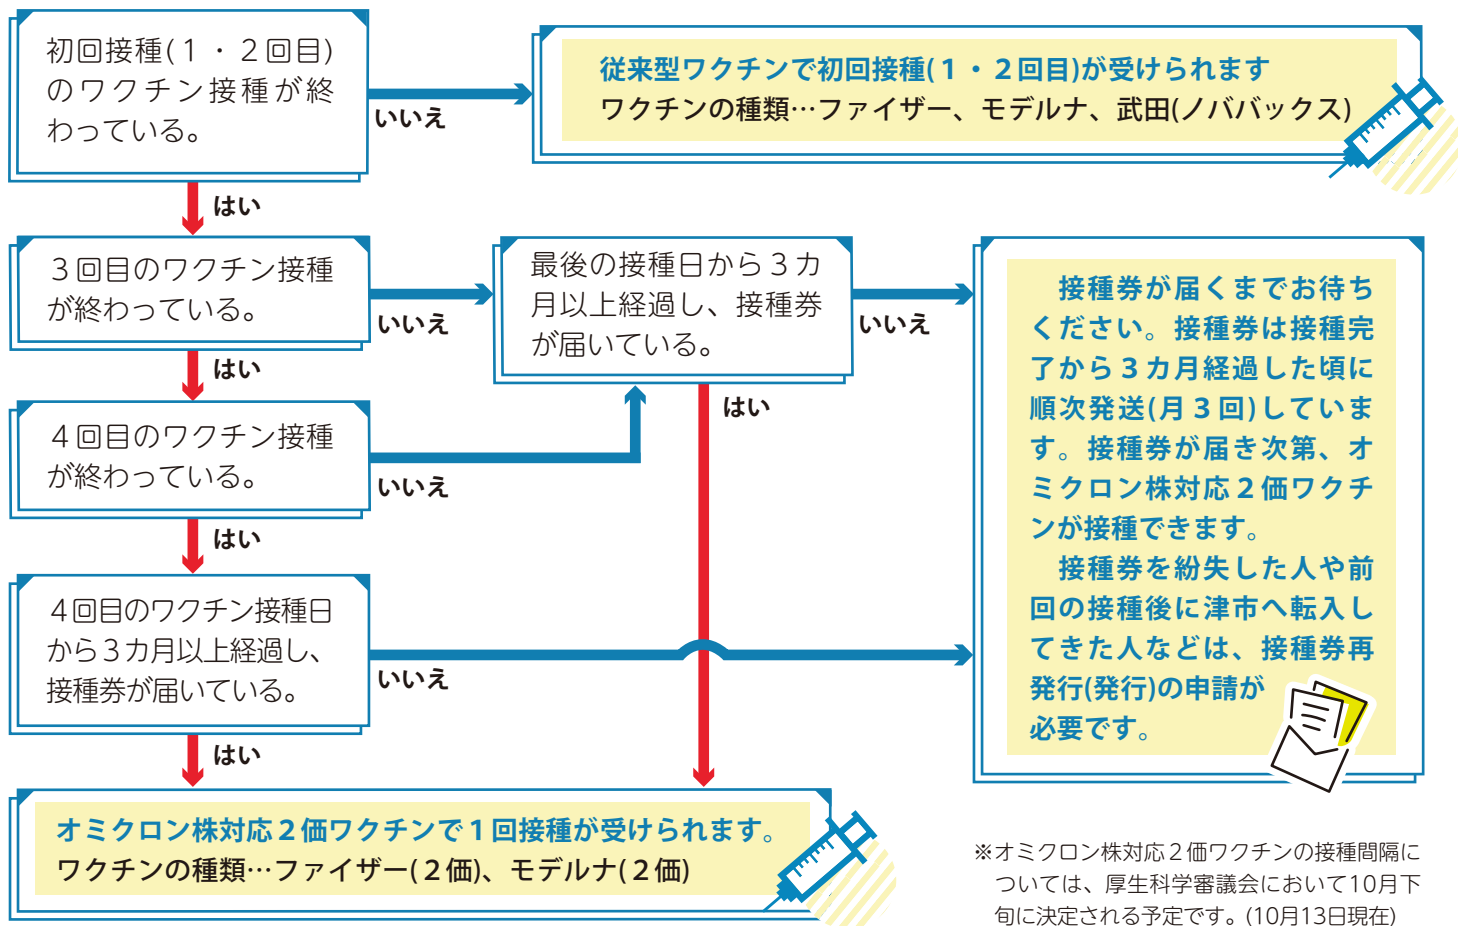 初回接種(1・2回目)
のワクチン接種が終
わっている。
いいえ
従来型ワクチンで初回接種(1・2回目)が受けられます
ワクチンの種類…ファイザー、モデルナ、武田(ノババックス)
はい
3回目のワクチン接種
が終わっている。
いいえ
最後の接種日から3カ
月以上経過し、接種券
が届いている。
いいえ
接種券が届くまでお待ち
ください。接種券は接種完
了から3カ月経過した頃に
順次発送(月3回)していま
す。接種券が届き次第、オ
ミクロン株対応2価ワクチ
ンが接種できます。
接種券を紛失した人や前
回の接種後に津市へ転入し
てきた人などは、接種券再
発行(発行)の申請が
必要です。
はい
はい
4回目のワクチン接種
が終わっている。
いいえ
はい
4回目のワクチン接種日
から3カ月以上経過し、
接種券が届いている。
いいえ
はい
オミクロン株対応2価ワクチンで1回接種が受けられます。
ワクチンの種類…ファイザー(2価)、モデルナ(2価)
※オミクロン株対応2価ワクチンの接種間隔に
ついては、厚生科学審議会において10月下
旬に決定される予定です。(10月13日現在)